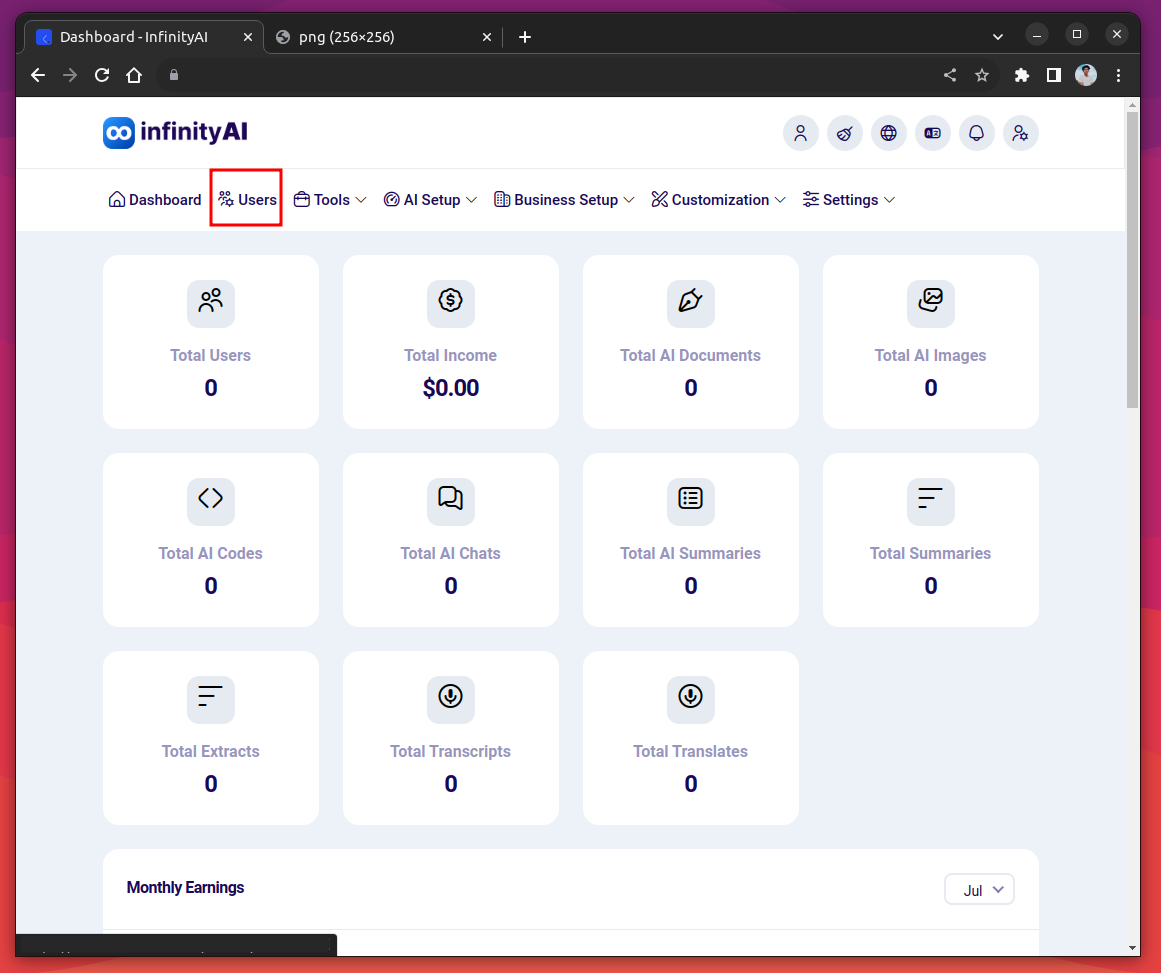 Dashboard - InfinityAI
png (256×256)
infinityAI
Dashboard Users Tools AI Setup Business Setup Customization Settings
Total Users
0
Total Income
$0.00
Total AI Documents
0
Total AI Images
0
Total AI Codes
0
Total AI Chats
0
Total AI Summaries
0
Total Summaries
0
Total Extracts
0
Total Transcripts
0
Total Translates
0
Monthly Earnings
Jul